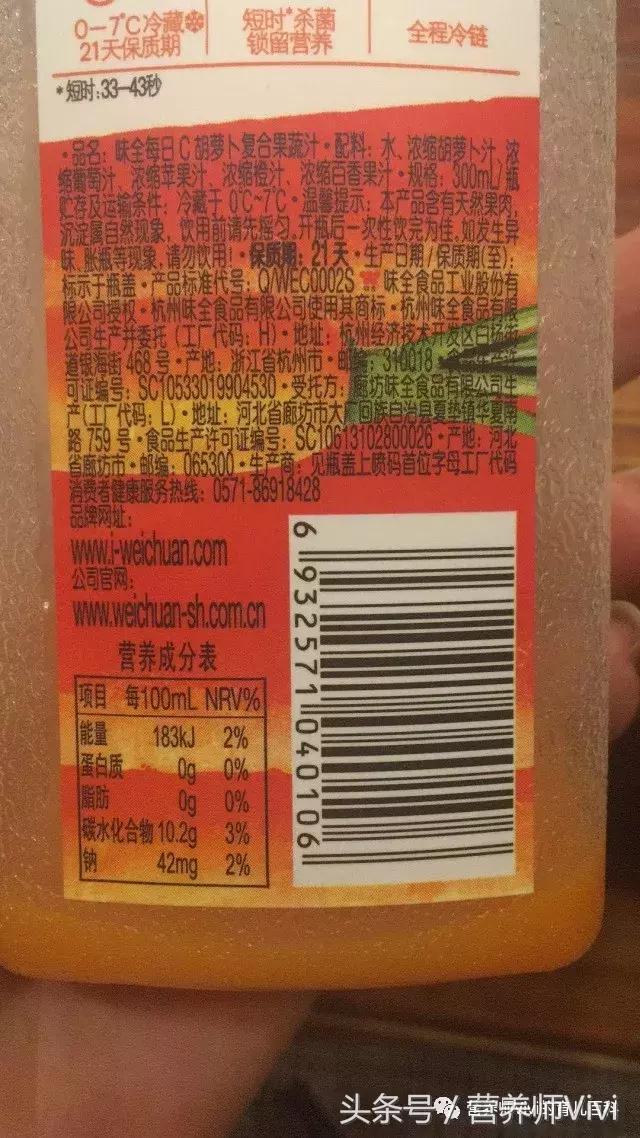 0—7℃冷藏
21天保质期
短时*杀菌
锁留营养
全程冷链
*短时:33-43秒
·品名：味全每日C胡萝卜复合果蔬汁·配料：水、浓缩胡萝卜汁、浓
缩葡萄汁、浓缩苹果汁、浓缩橙汁、浓缩百香果汁·规格：300mL/瓶
贮存及运输条件：冷藏于0℃~7℃·温馨提示：本产品含有天然果肉，
沉淀属自然现象，饮用前请先摇匀，开瓶后一次性饮完为佳，如发生异
味、胀瓶等现象，请勿饮用！·保质期：21天·生产日期/保质期(至)：
标示于瓶盖·产品标准代号：Q/WEC0002S 味全食品工业股份有
限公司授权·杭州味全食品有限公司使用其商标·杭州味全食品有限
公司生产并委托（工厂代码：H）·地址：杭州经济技术开发区白杨街
道银海街468号·产地：浙江省杭州市·邮编：310018·食品生产许
可证编号：SC10533019904530·受托方：廊坊味全食品有限公司生
产(工厂代码：L)·地址：河北省廊坊市大厂回族自治县夏垫镇华夏南
路759号·食品生产许可证编号：SC10613102800026·产地：河北
省廊坊市·邮编：065300·生产商：见瓶盖上喷码首位字母工厂代码
消费者健康服务热线：0571-86918428
品牌网址：
www.i-weichuan.com
公司官网：
www.weichuan-sh.com.cn
营养成分表
项目 每100mL NRV%
能量 183kJ 2%
蛋白质 0g 0%
脂肪 0g 0%
碳水化合物 10.2g 3%
钠 42mg 2%
6 932571 040106
头条号/营养师Vivi